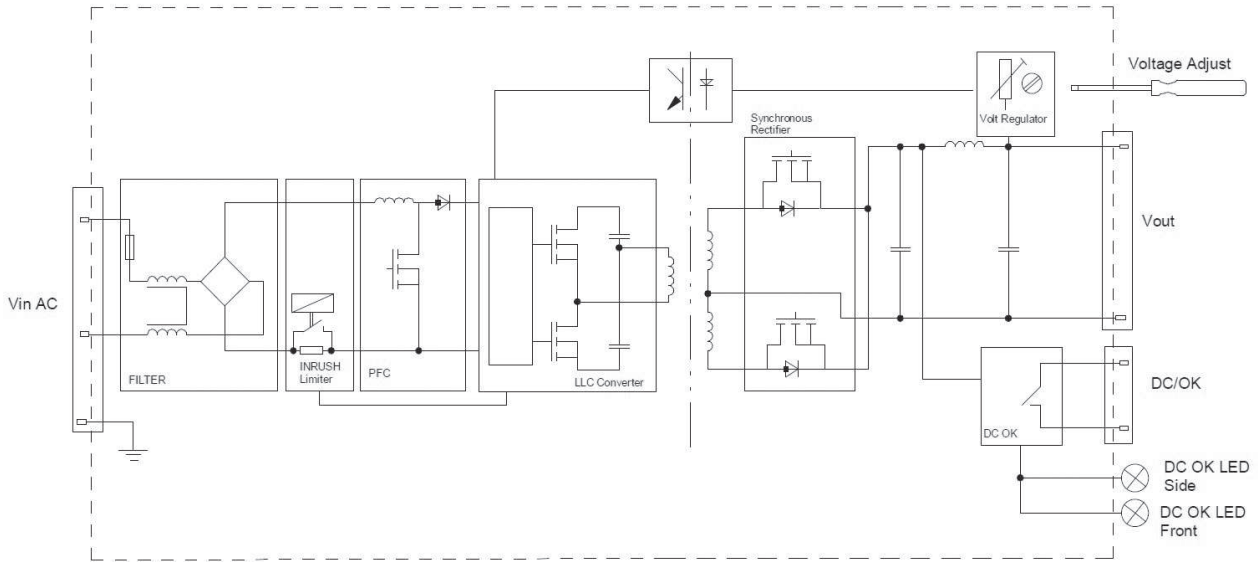 Voltage Adjust
Volt Regulator
Synchronous
Rectifier
Vin AC
Vout
FILTER
INRUSH
Limiter
PFC
LLC Converter
DC/OK
DC OK
DC OK LED
Side
DC OK LED
Front